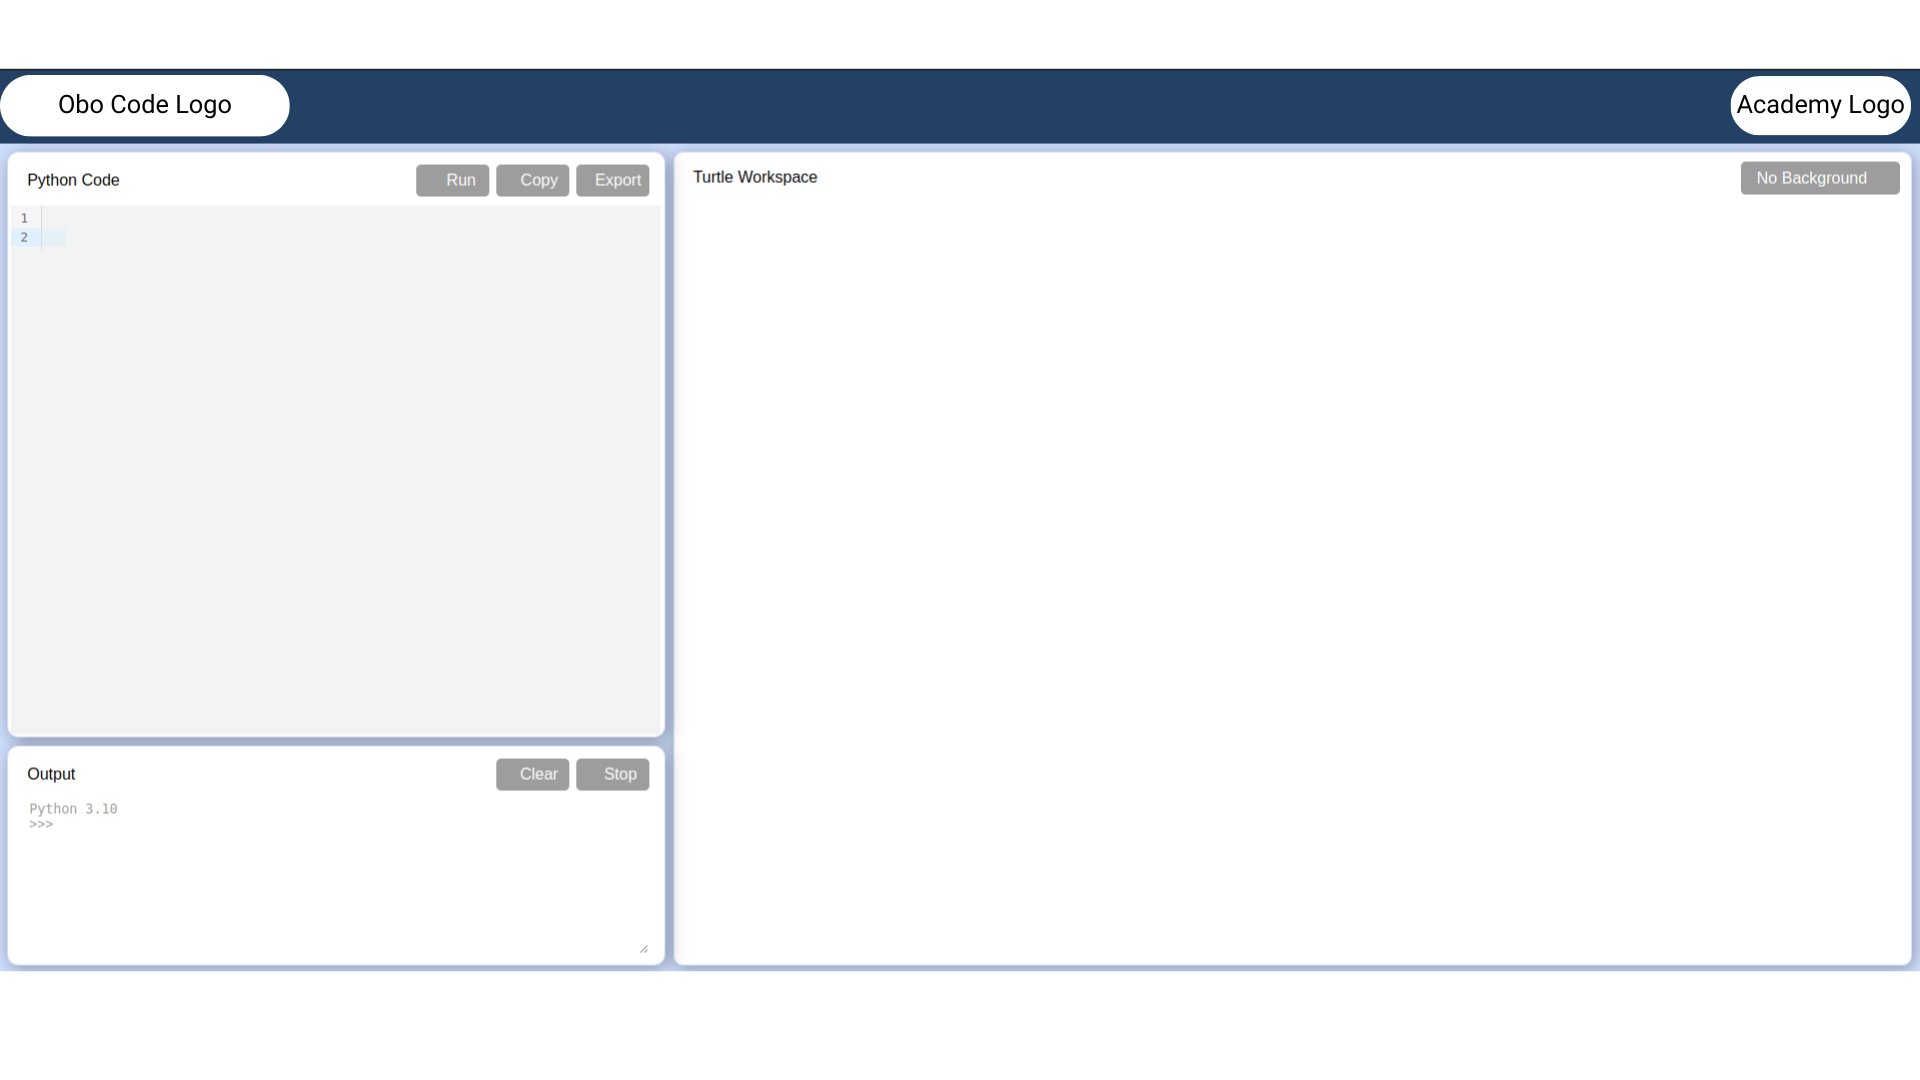 Obo Code Logo
Academy Logo
Python Code
Run
Copy
Export
1
2
Output
Clear
Stop
Python 3.10
>>>
Turtle Workspace
No Background